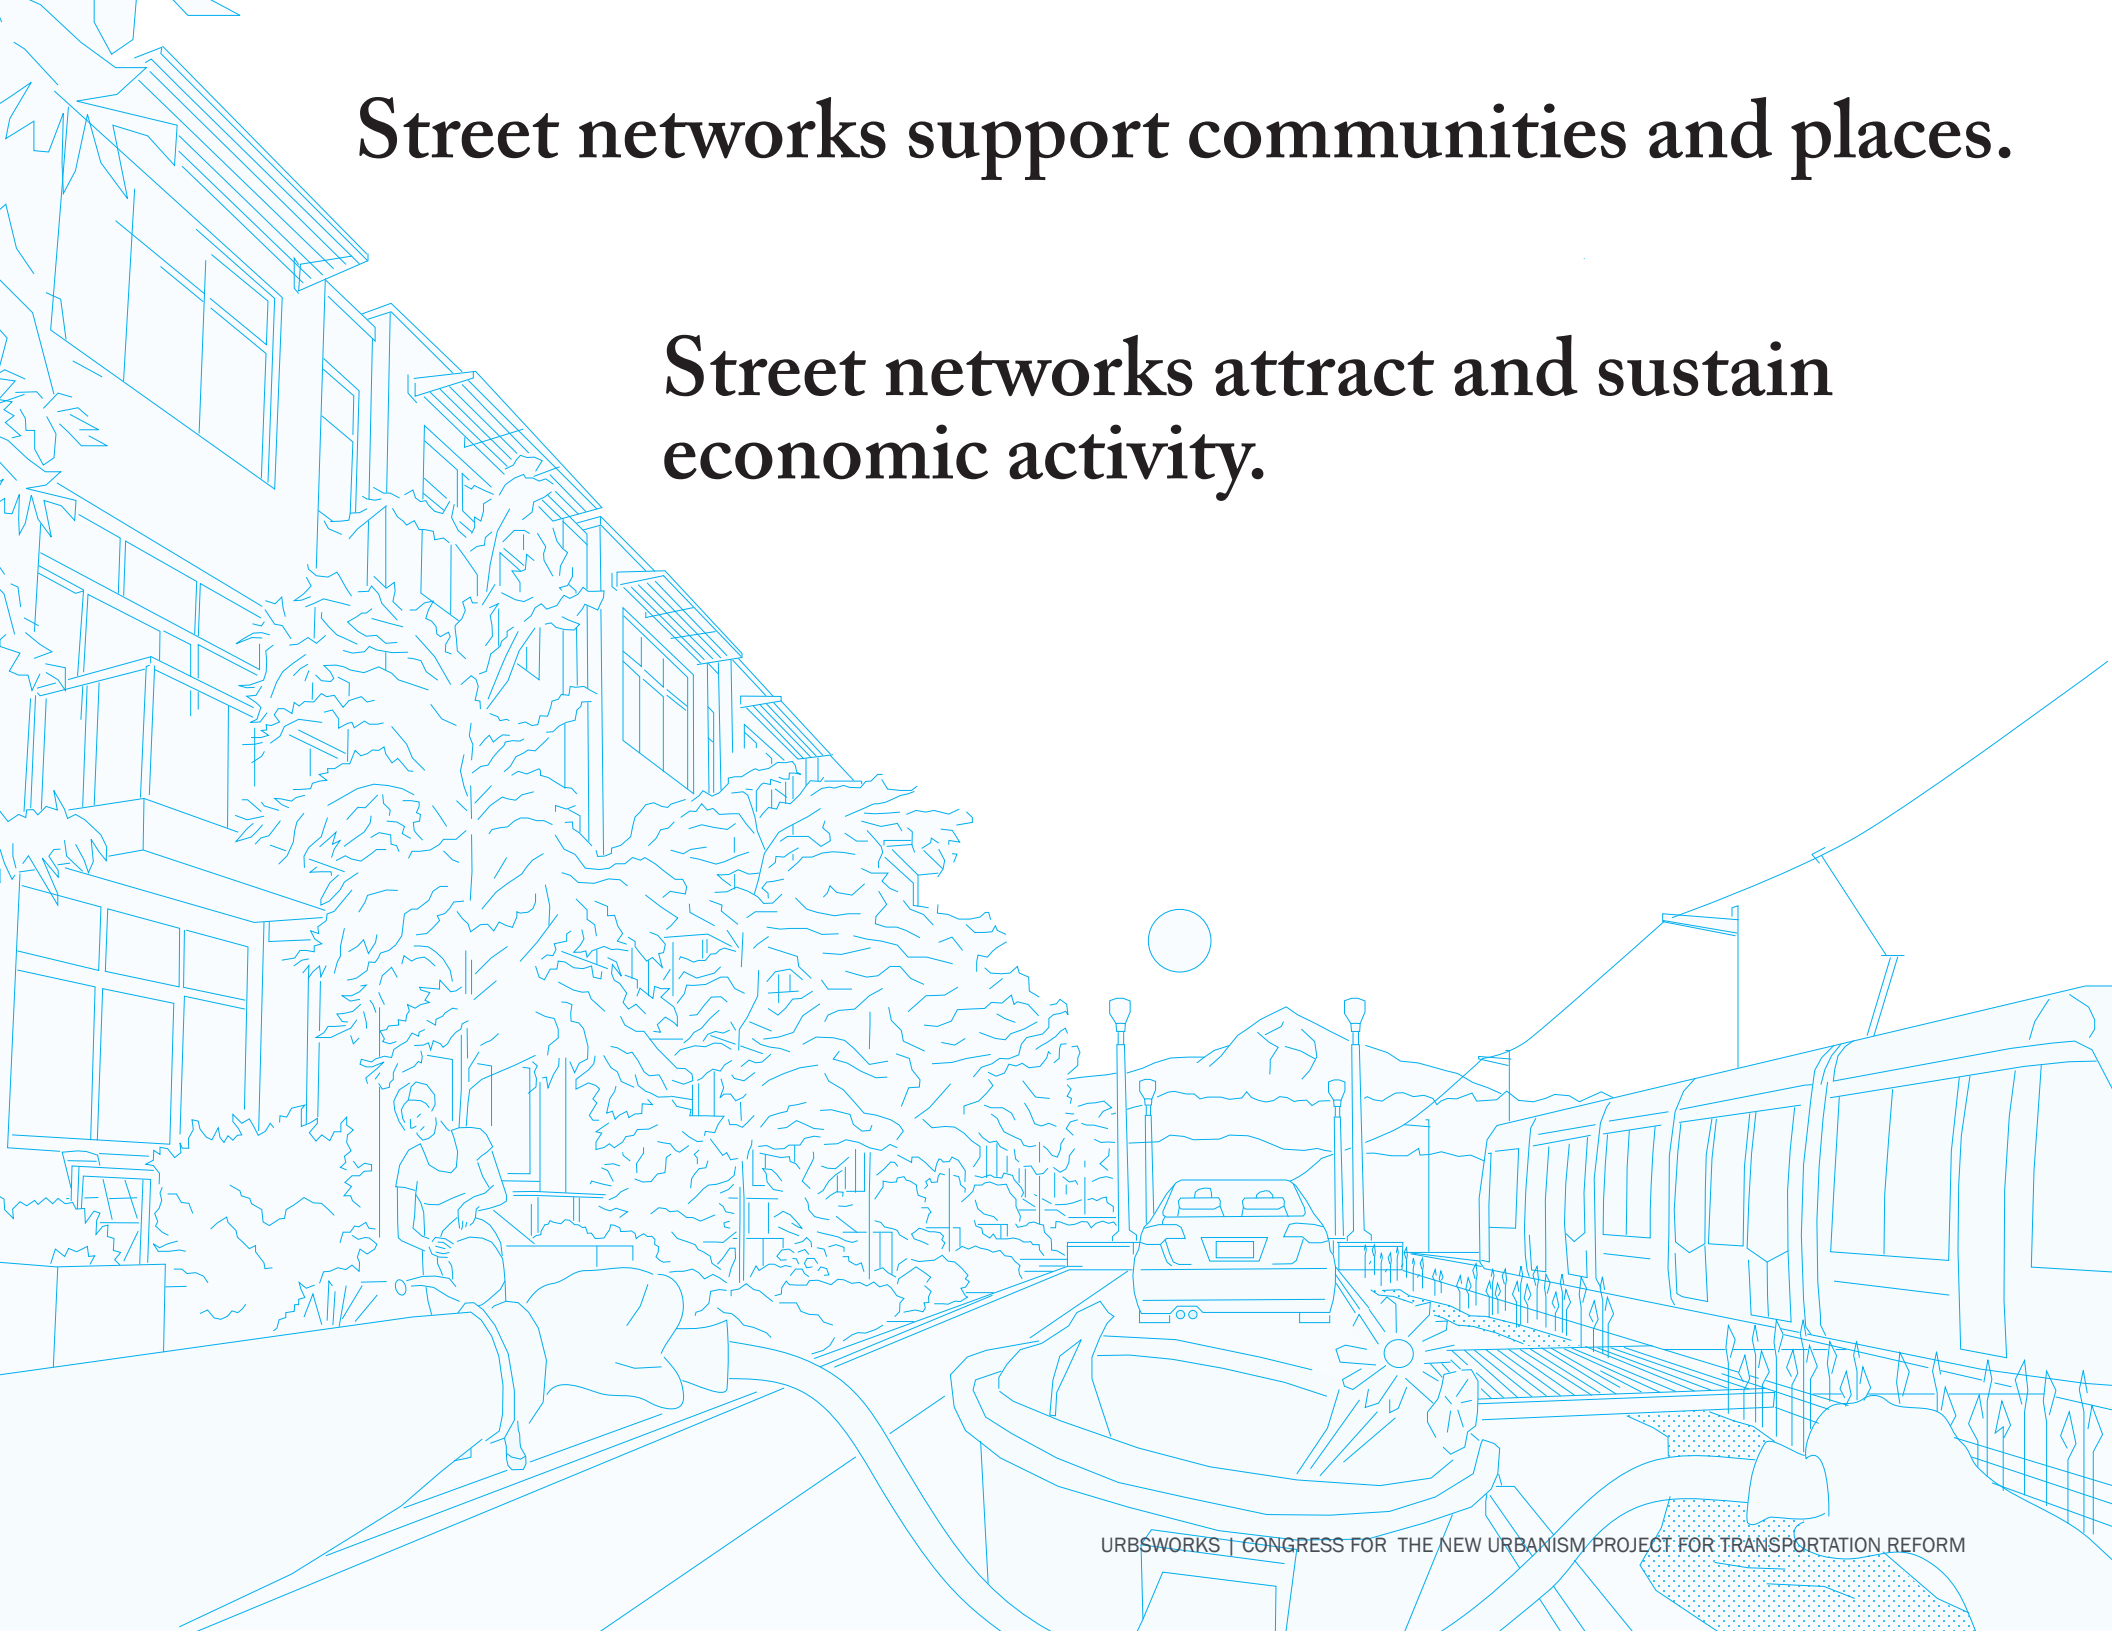 Street networks support communities and places.
Street networks attract and sustain
economic activity.
URBSWORKS | CONGRESS FOR THE NEW URBANISM PROJECT FOR TRANSPORTATION REFORM